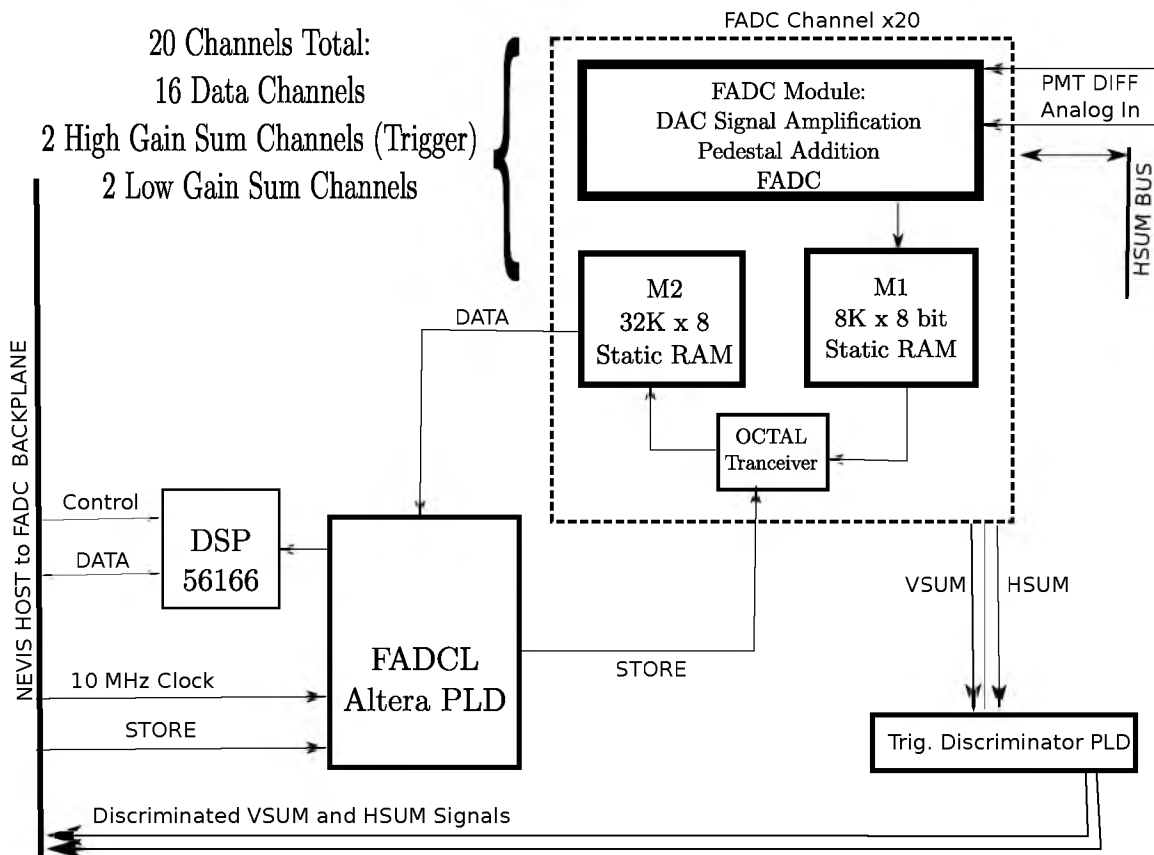 FADC Channel x20
20 Channels Total:
16 Data Channels
2 High Gain Sum Channels (Trigger)
2 Low Gain Sum Channels
FADC Module:
DAC Signal Amplification
Pedestal Addition
FADC
PMT DIFF
Analog In
HSUM BUS
M2
32K x 8
Static RAM
M1
8K x 8 bit
Static RAM
DATA
OCTAL
Tranceiver
NEVIS HOST to FADC BACKPLANE
Control
DATA
DSP
56166
FADCL
Altera PLD
10 MHz Clock
STORE
STORE
VSUM
HSUM
Trig. Discriminator PLD
Discriminated VSUM and HSUM Signals